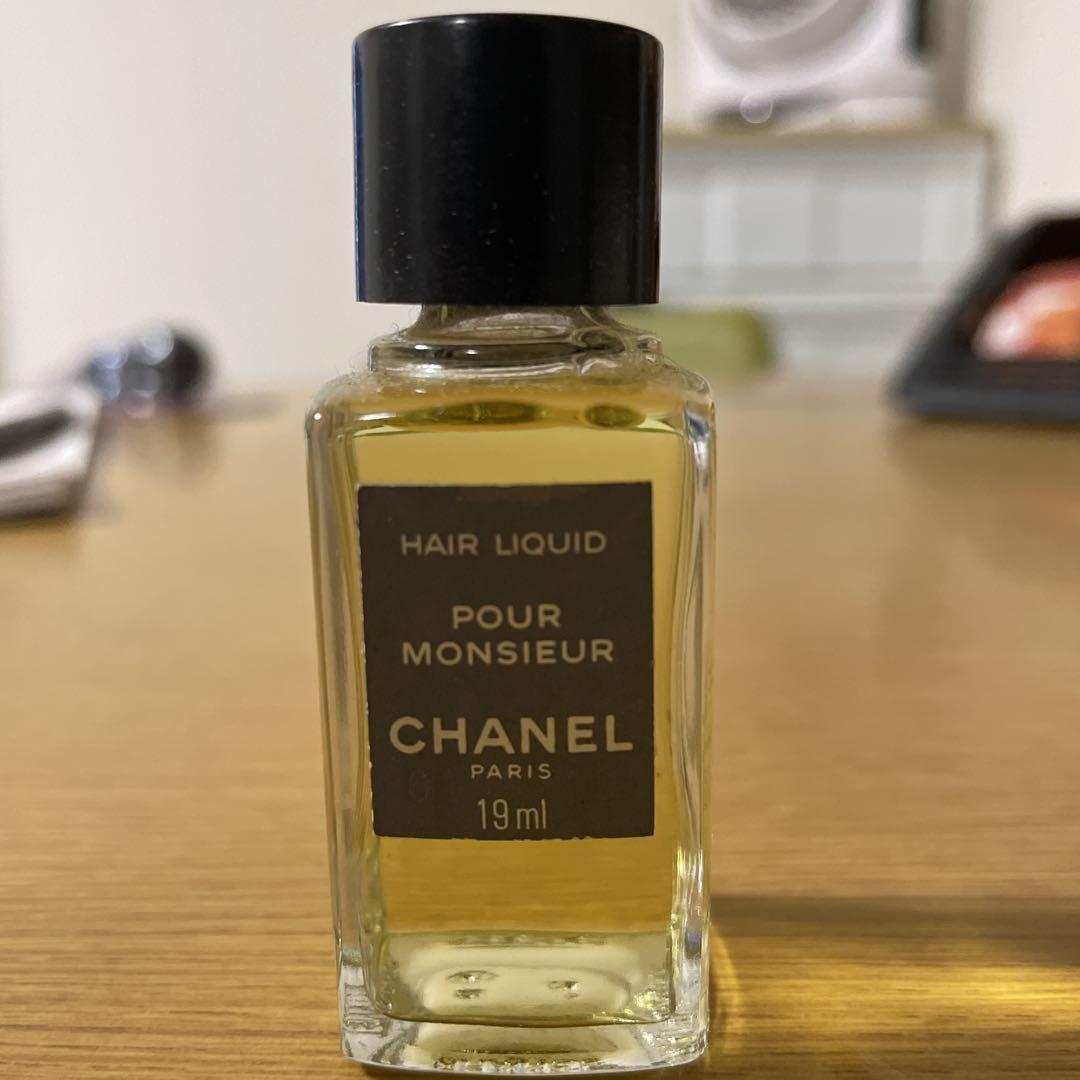 HAIR LIQUID
POUR
MONSIEUR
CHANEL
PARIS
19ml